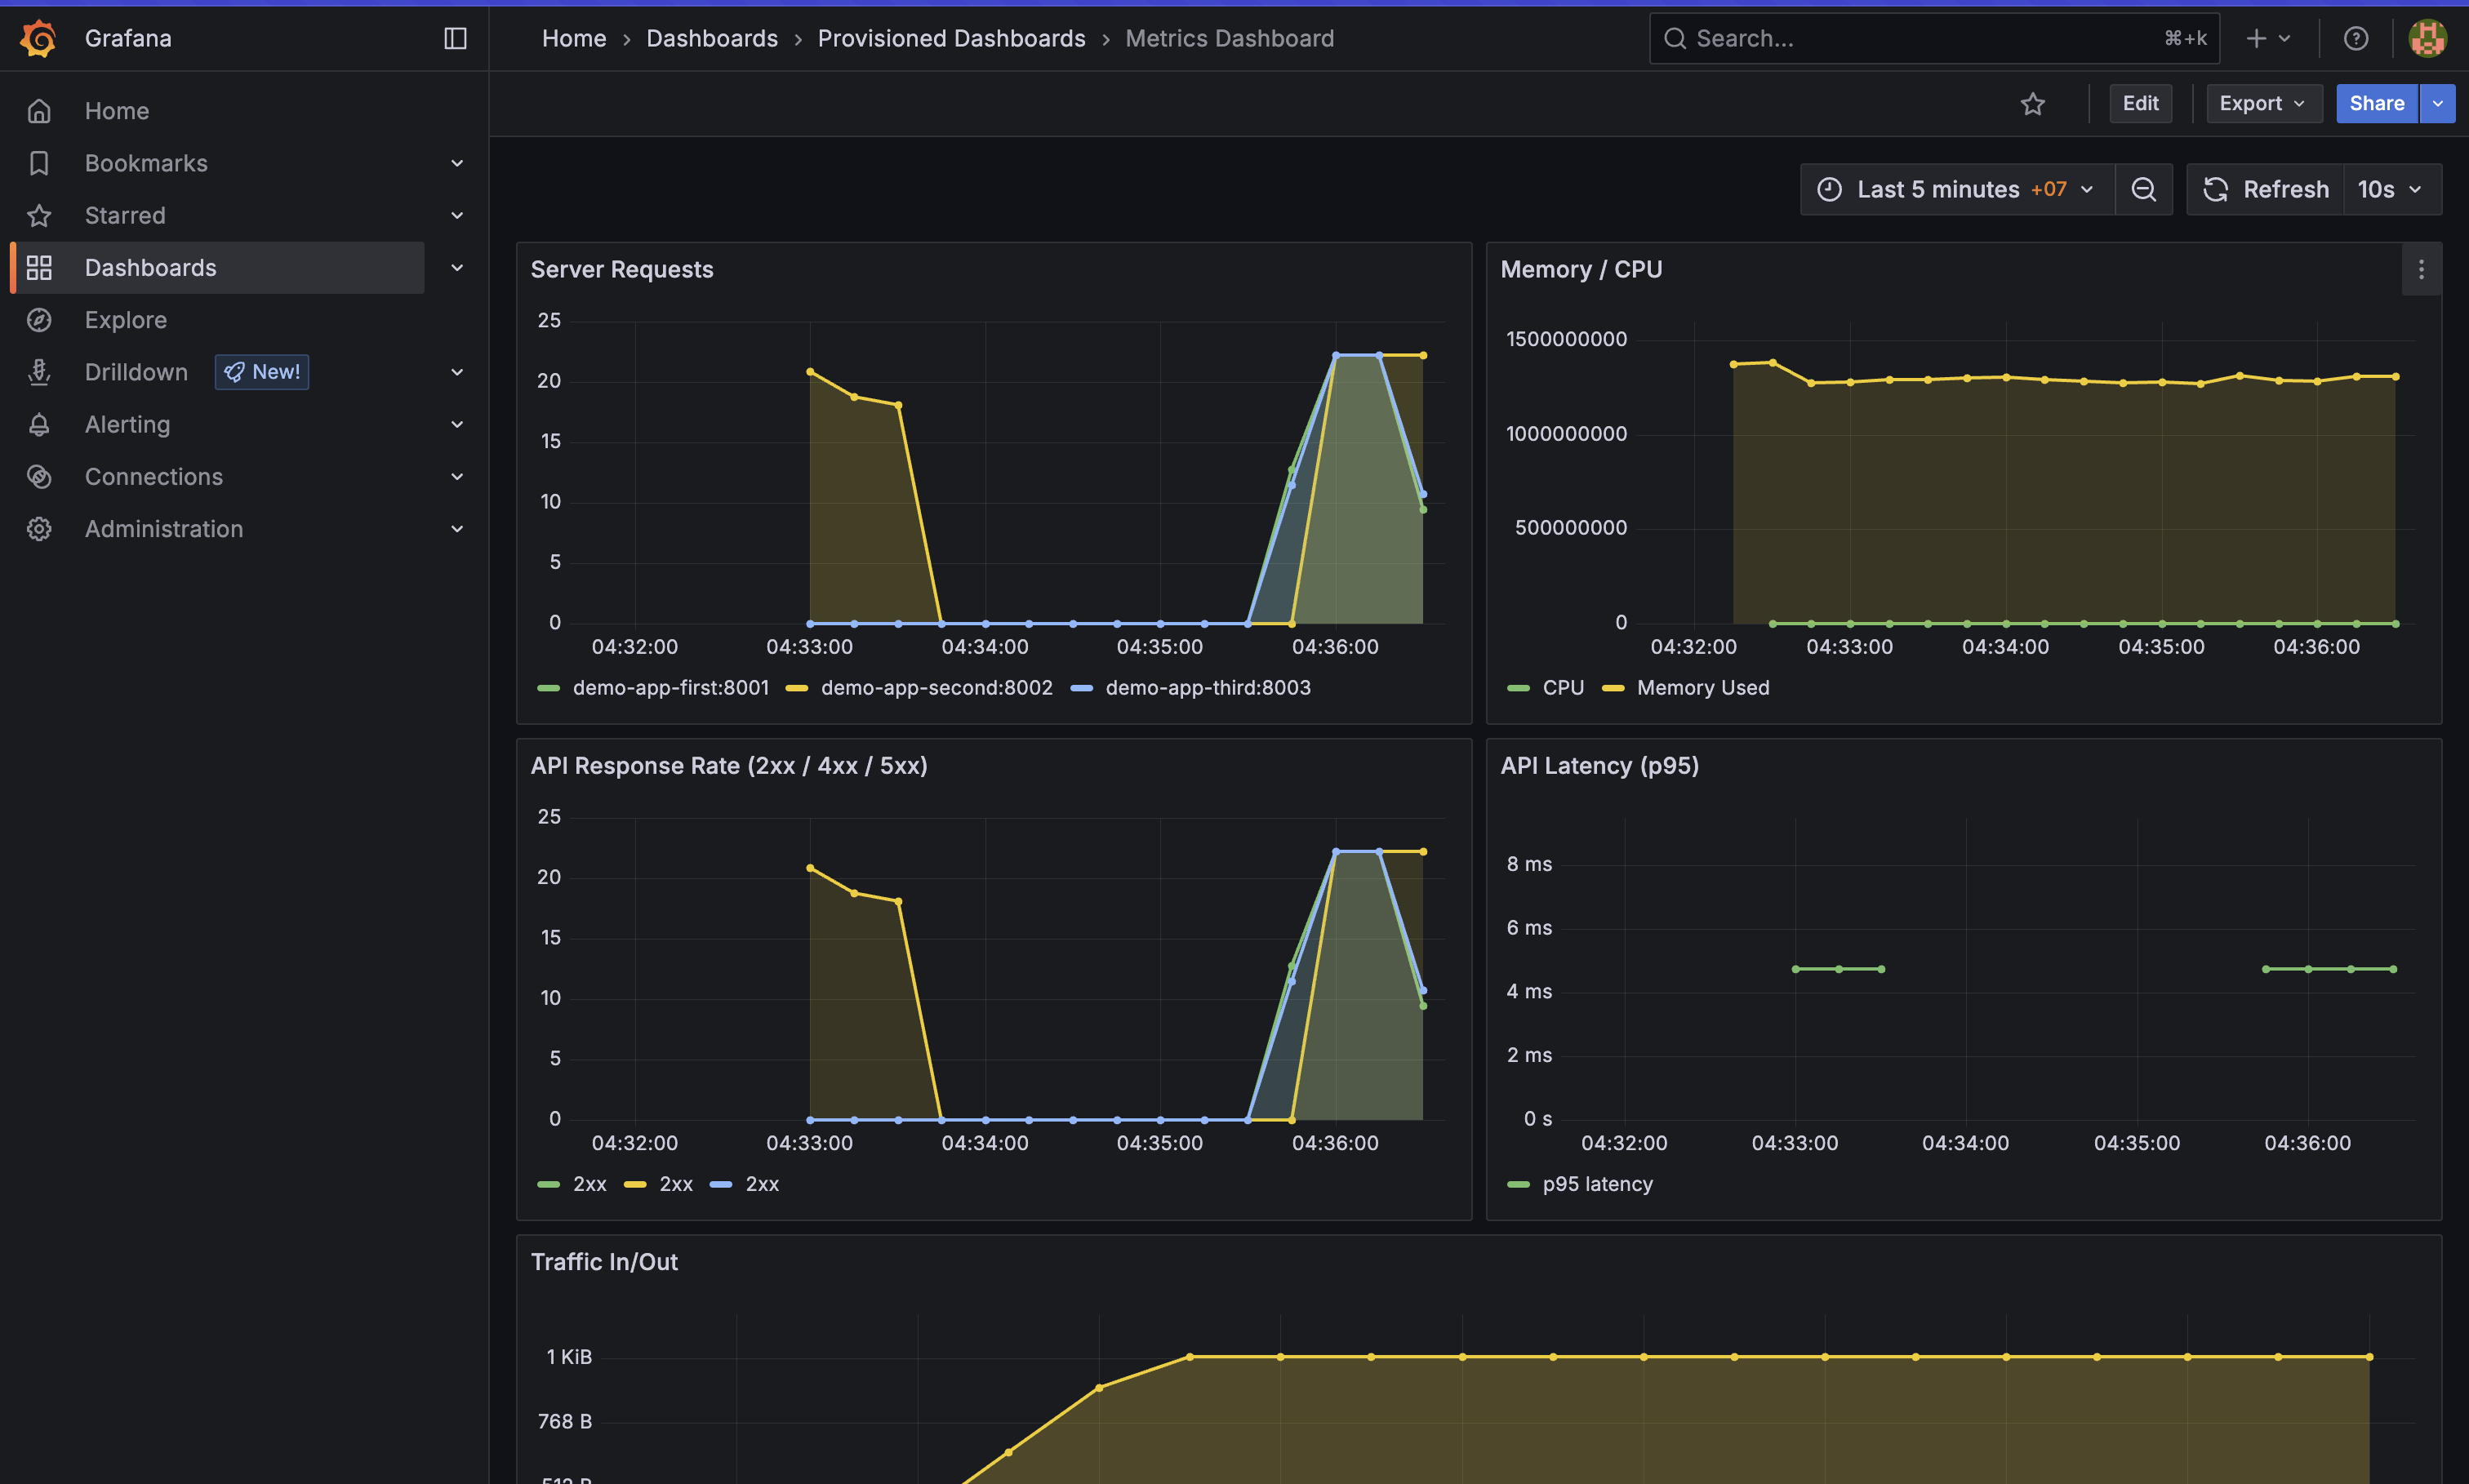 Grafana
Home › Dashboards › Provisioned Dashboards › Metrics Dashboard
Search...
⌘+k
Edit
Export
Share
Home
Bookmarks
Starred
Dashboards
Explore
Drilldown
New!
Alerting
Connections
Administration
Last 5 minutes +07
Refresh
10s
Server Requests
25
20
15
10
5
0
04:32:00 04:33:00 04:34:00 04:35:00 04:36:00
demo-app-first:8001 demo-app-second:8002 demo-app-third:8003
Memory / CPU
1500000000
1000000000
500000000
0
04:32:00 04:33:00 04:34:00 04:35:00 04:36:00
CPU Memory Used
API Response Rate (2xx / 4xx / 5xx)
25
20
15
10
5
0
04:32:00 04:33:00 04:34:00 04:35:00 04:36:00
2xx 2xx 2xx
API Latency (p95)
8 ms
6 ms
4 ms
2 ms
0 s
04:32:00 04:33:00 04:34:00 04:35:00 04:36:00
p95 latency
Traffic In/Out
1 KiB
768 B